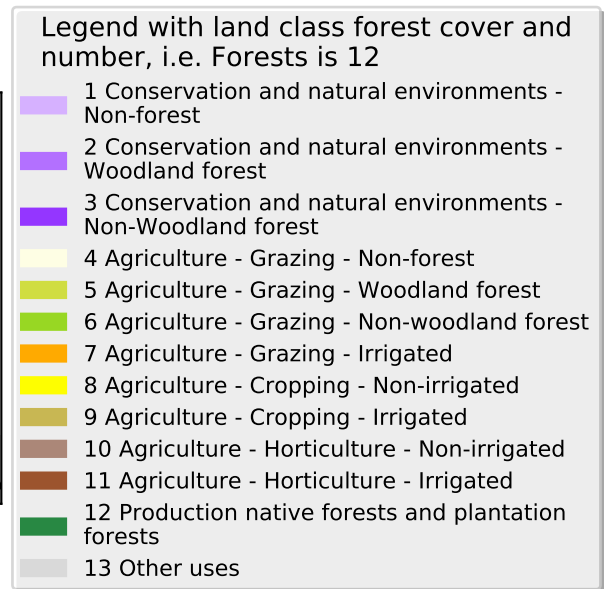 Legend with land class forest cover and
number, i.e. Forests is 12
1 Conservation and natural environments -
Non-forest
2 Conservation and natural environments -
Woodland forest
3 Conservation and natural environments -
Non-Woodland forest
4 Agriculture - Grazing - Non-forest
5 Agriculture - Grazing - Woodland forest
6 Agriculture - Grazing - Non-woodland forest
7 Agriculture - Grazing - Irrigated
8 Agriculture - Cropping - Non-irrigated
9 Agriculture - Cropping - Irrigated
10 Agriculture - Horticulture - Non-irrigated
11 Agriculture - Horticulture - Irrigated
12 Production native forests and plantation
forests
13 Other uses